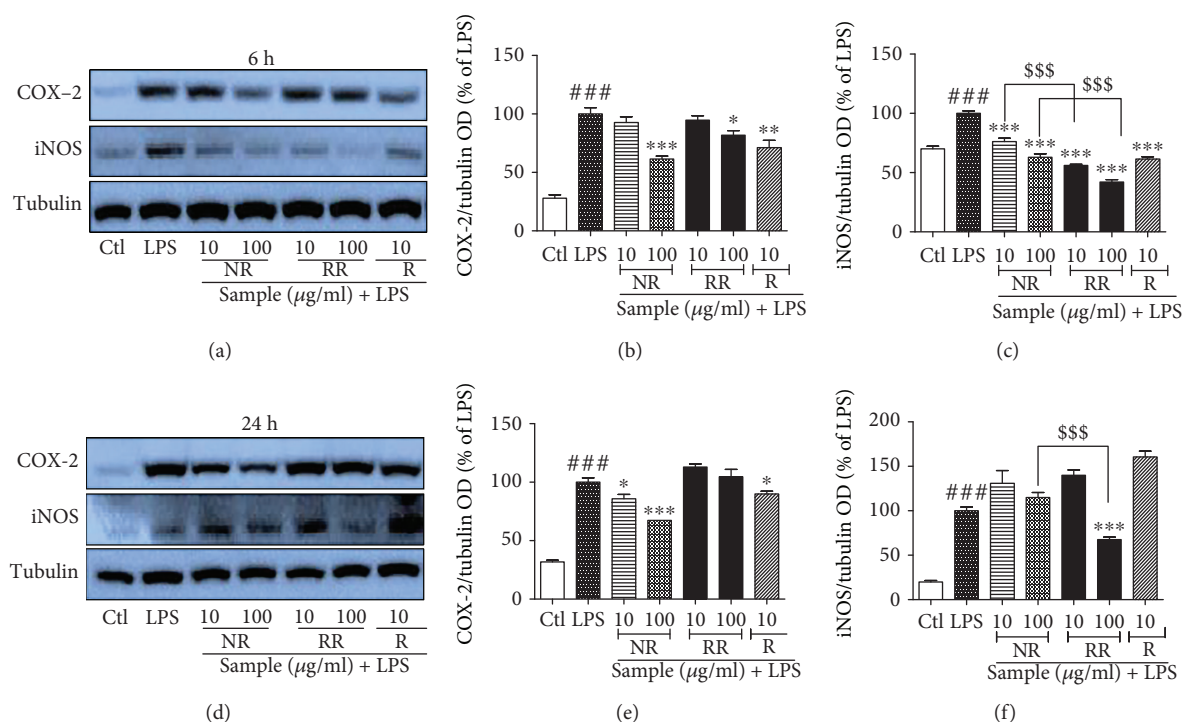 6 h
COX–2
iNOS
Tubulin
Ctl LPS 10 100 10 100 10
NR RR R
Sample (μg/ml) + LPS
(a)
COX-2/tubulin OD (% of LPS)
150
100
50
0
###
***
*
**
Ctl LPS 10 100 10 100 10
NR RR R
Sample (μg/ml) + LPS
(b)
iNOS/tubulin OD (% of LPS)
150
100
50
0
$$$
$$$
###
***
***
***
***
***
Ctl LPS 10 100 10 100 10
NR RR R
Sample (μg/ml) + LPS
(c)
24 h
COX-2
iNOS
Tubulin
Ctl LPS 10 100 10 100 10
NR RR R
Sample (μg/ml) + LPS
(d)
COX-2/tubulin OD (% of LPS)
150
100
50
0
###
*
***
*
Ctl LPS 10 100 10 100 10
NR RR R
Sample (μg/ml) + LPS
(e)
iNOS/tubulin OD (% of LPS)
200
150
100
50
0
$$$
###
***
Ctl LPS 10 100 10 100 10
NR RR R
Sample (μg/ml) + LPS
(f)